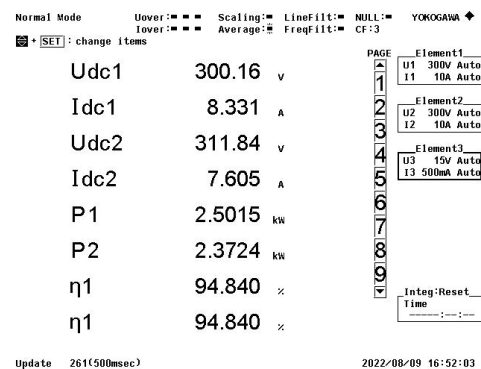 Normal Mode Uover: Scaling: LineFilt: NULL: YOKOGAWA
Iover: Average: FreqFilt: CF:3
+ SET : change items
PAGE
Udc1 300.16 V
Idc1 8.331 A
Udc2 311.84 V
Idc2 7.605 A
P1 2.5015 kW
P2 2.3724 kW
η1 94.840 %
η1 94.840 %
1
2
3
4
5
6
7
8
9
Element1
U1 300V Auto
I1 10A Auto
Element2
U2 300V Auto
I2 10A Auto
Element3
U3 15V Auto
I3 500mA Auto
Integ:Reset
Time
-----:--:--
Update 261(500msec) 2022/08/09 16:52:03